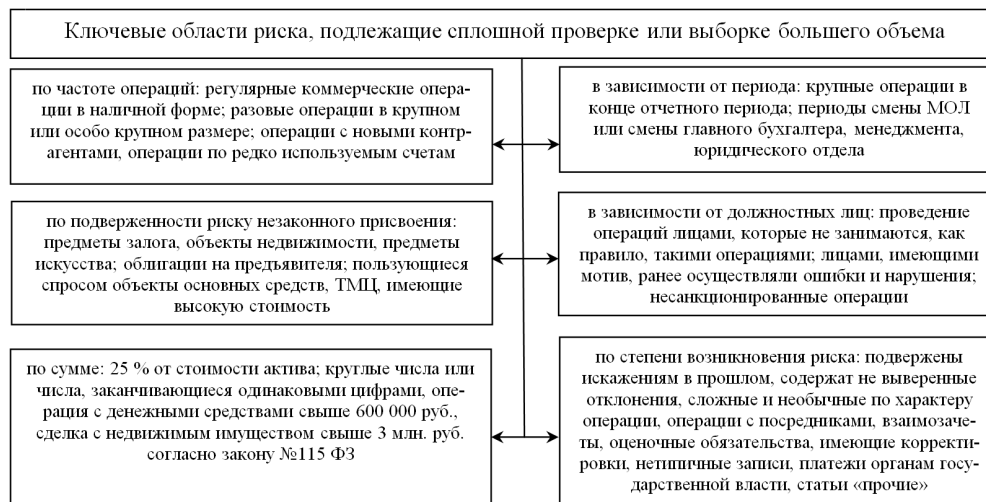 Ключевые области риска, подлежащие сплошной проверке или выборке большего объема
по частоте операций: регулярные коммерческие опера-
ции в наличной форме; разовые операции в крупном
или особо крупном размере; операции с новыми контр-
агентами, операции по редко используемым счетам
в зависимости от периода: крупные операции в
конце отчетного периода; периоды смены МОЛ
или смены главного бухгалтера, менеджмента,
юридического отдела
по подверженности риску незаконного присвоения:
предметы залога, объекты недвижимости, предметы
искусства; облигации на предъявителя; пользующиеся
спросом объекты основных средств, ТМЦ, имеющие
высокую стоимость
в зависимости от должностных лиц: проведение
операций лицами, которые не занимаются, как
правило, такими операциями; лицами, имеющими
мотив, ранее осуществляли ошибки и нарушения;
несанкционированные операции
по сумме: 25 % от стоимости актива; круглые числа или
числа, заканчивающиеся одинаковыми цифрами, опе-
рация с денежными средствами свыше 600 000 руб.,
сделка с недвижимым имуществом свыше 3 млн. руб.
согласно закону №115 ФЗ
по степени возникновения риска: подвержены
искажениям в прошлом, содержат не выверенные
отклонения, сложные и необычные по характеру
операции, операции с посредниками, взаимозаче-
ты, оценочные обязательства, имеющие корректи-
ровки, нетипичные записи, платежи органам госу-
дарственной власти, статьи «прочие»